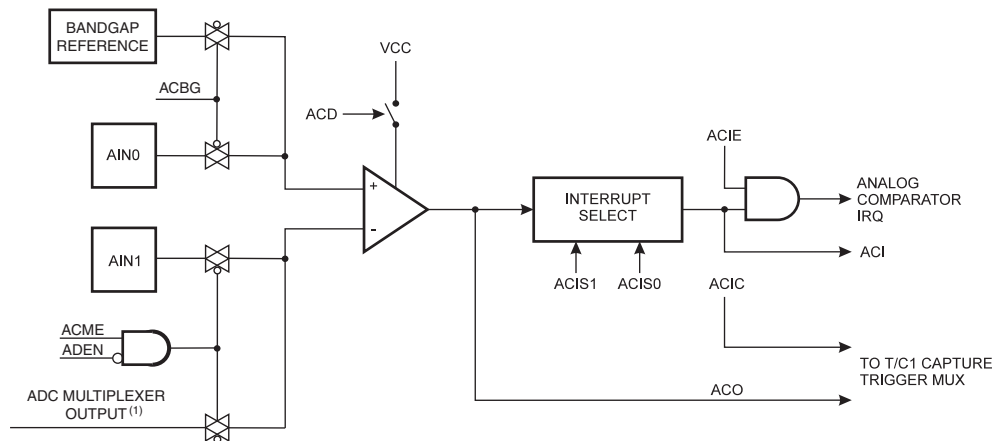 BANDGAP
REFERENCE
VCC
ACBG
ACD
AIN0
ACIE
+
INTERRUPT
SELECT
ANALOG
COMPARATOR
IRQ
-
AIN1
ACI
ACIS1
ACIS0
ACIC
ACME
ADEN
TO T/C1 CAPTURE
TRIGGER MUX
ADC MULTIPLEXER
OUTPUT (1)
ACO